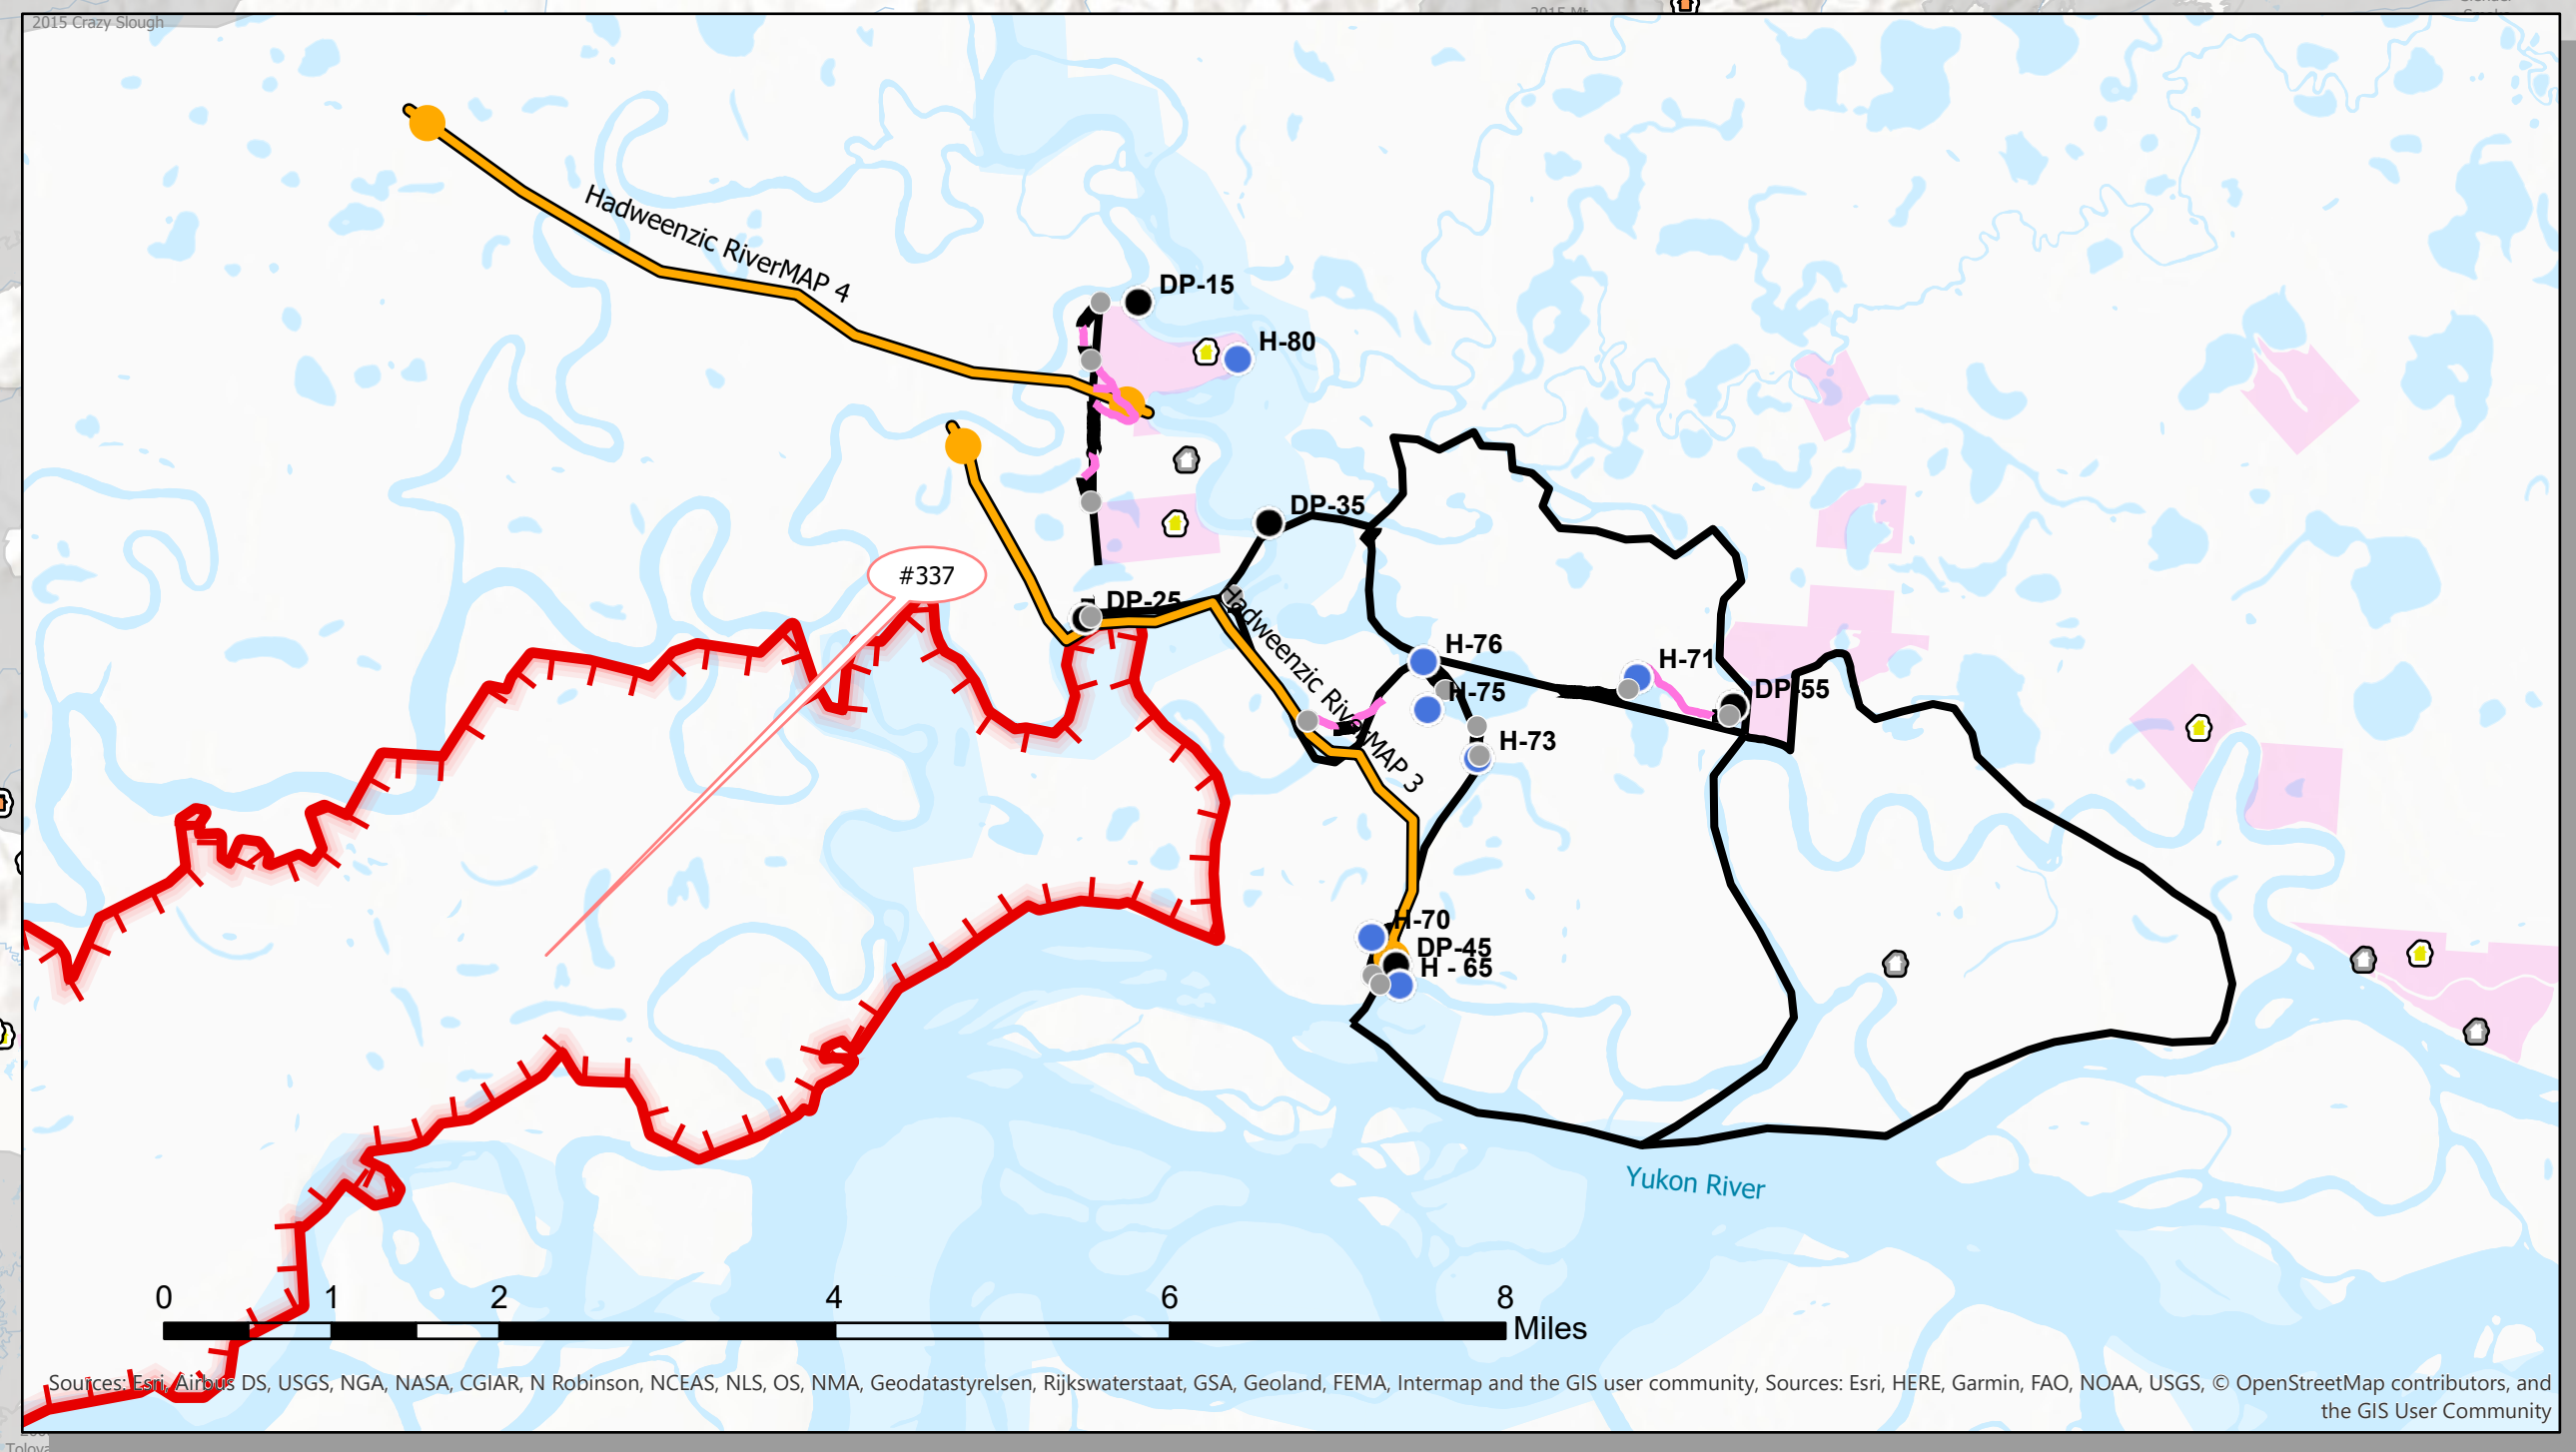 2015 Crazy Slough
2015 Mt
Hadweenzic RiverMAP 4
DP-15
H-80
DP-35
#337
DP-25
Hadweenzic RiverMAP 3
H-76
H-71
H-75
DP-55
H-73
H-70
DP-45
H - 65
Yukon River
0 1 2 4 6 8
Miles
Sources: Esri, Airbus DS, USGS, NGA, NASA, CGIAR, N Robinson, NCEAS, NLS, OS, NMA, Geodatastyrelsen, Rijkswaterstaat, GSA, Geoland, FEMA, Intermap and the GIS user community, Sources: Esri, HERE, Garmin, FAO, NOAA, USGS, © OpenStreetMap contributors, and
the GIS User Community